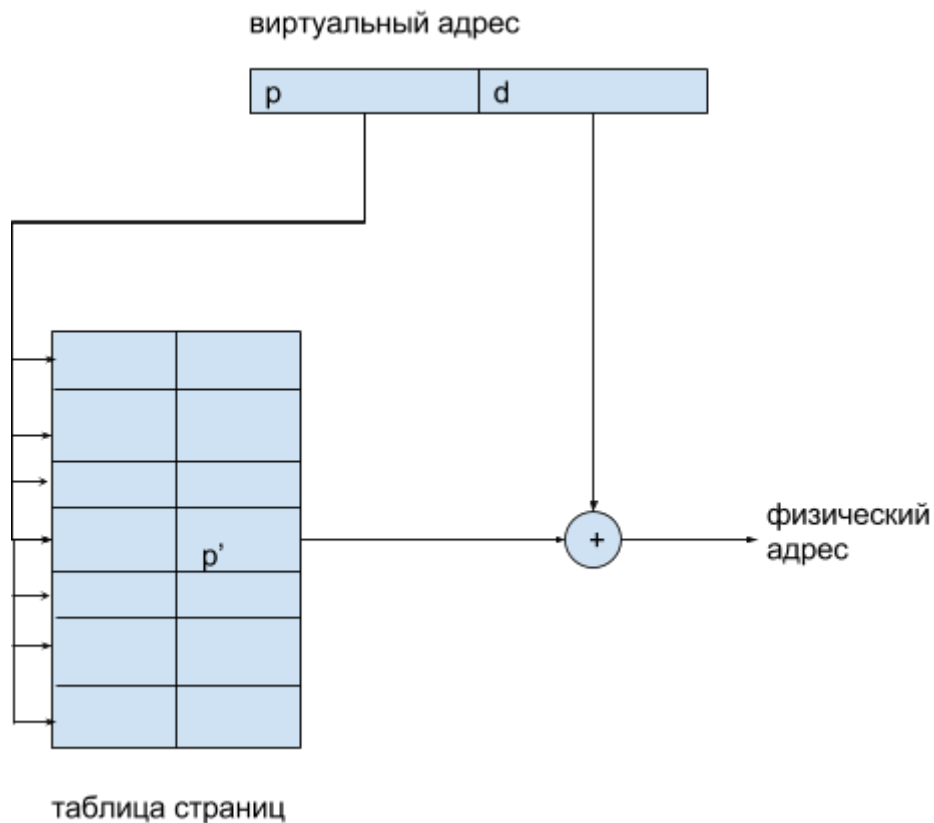 виртуальный адрес
p
d
p’
+
физический
адрес
таблица страниц